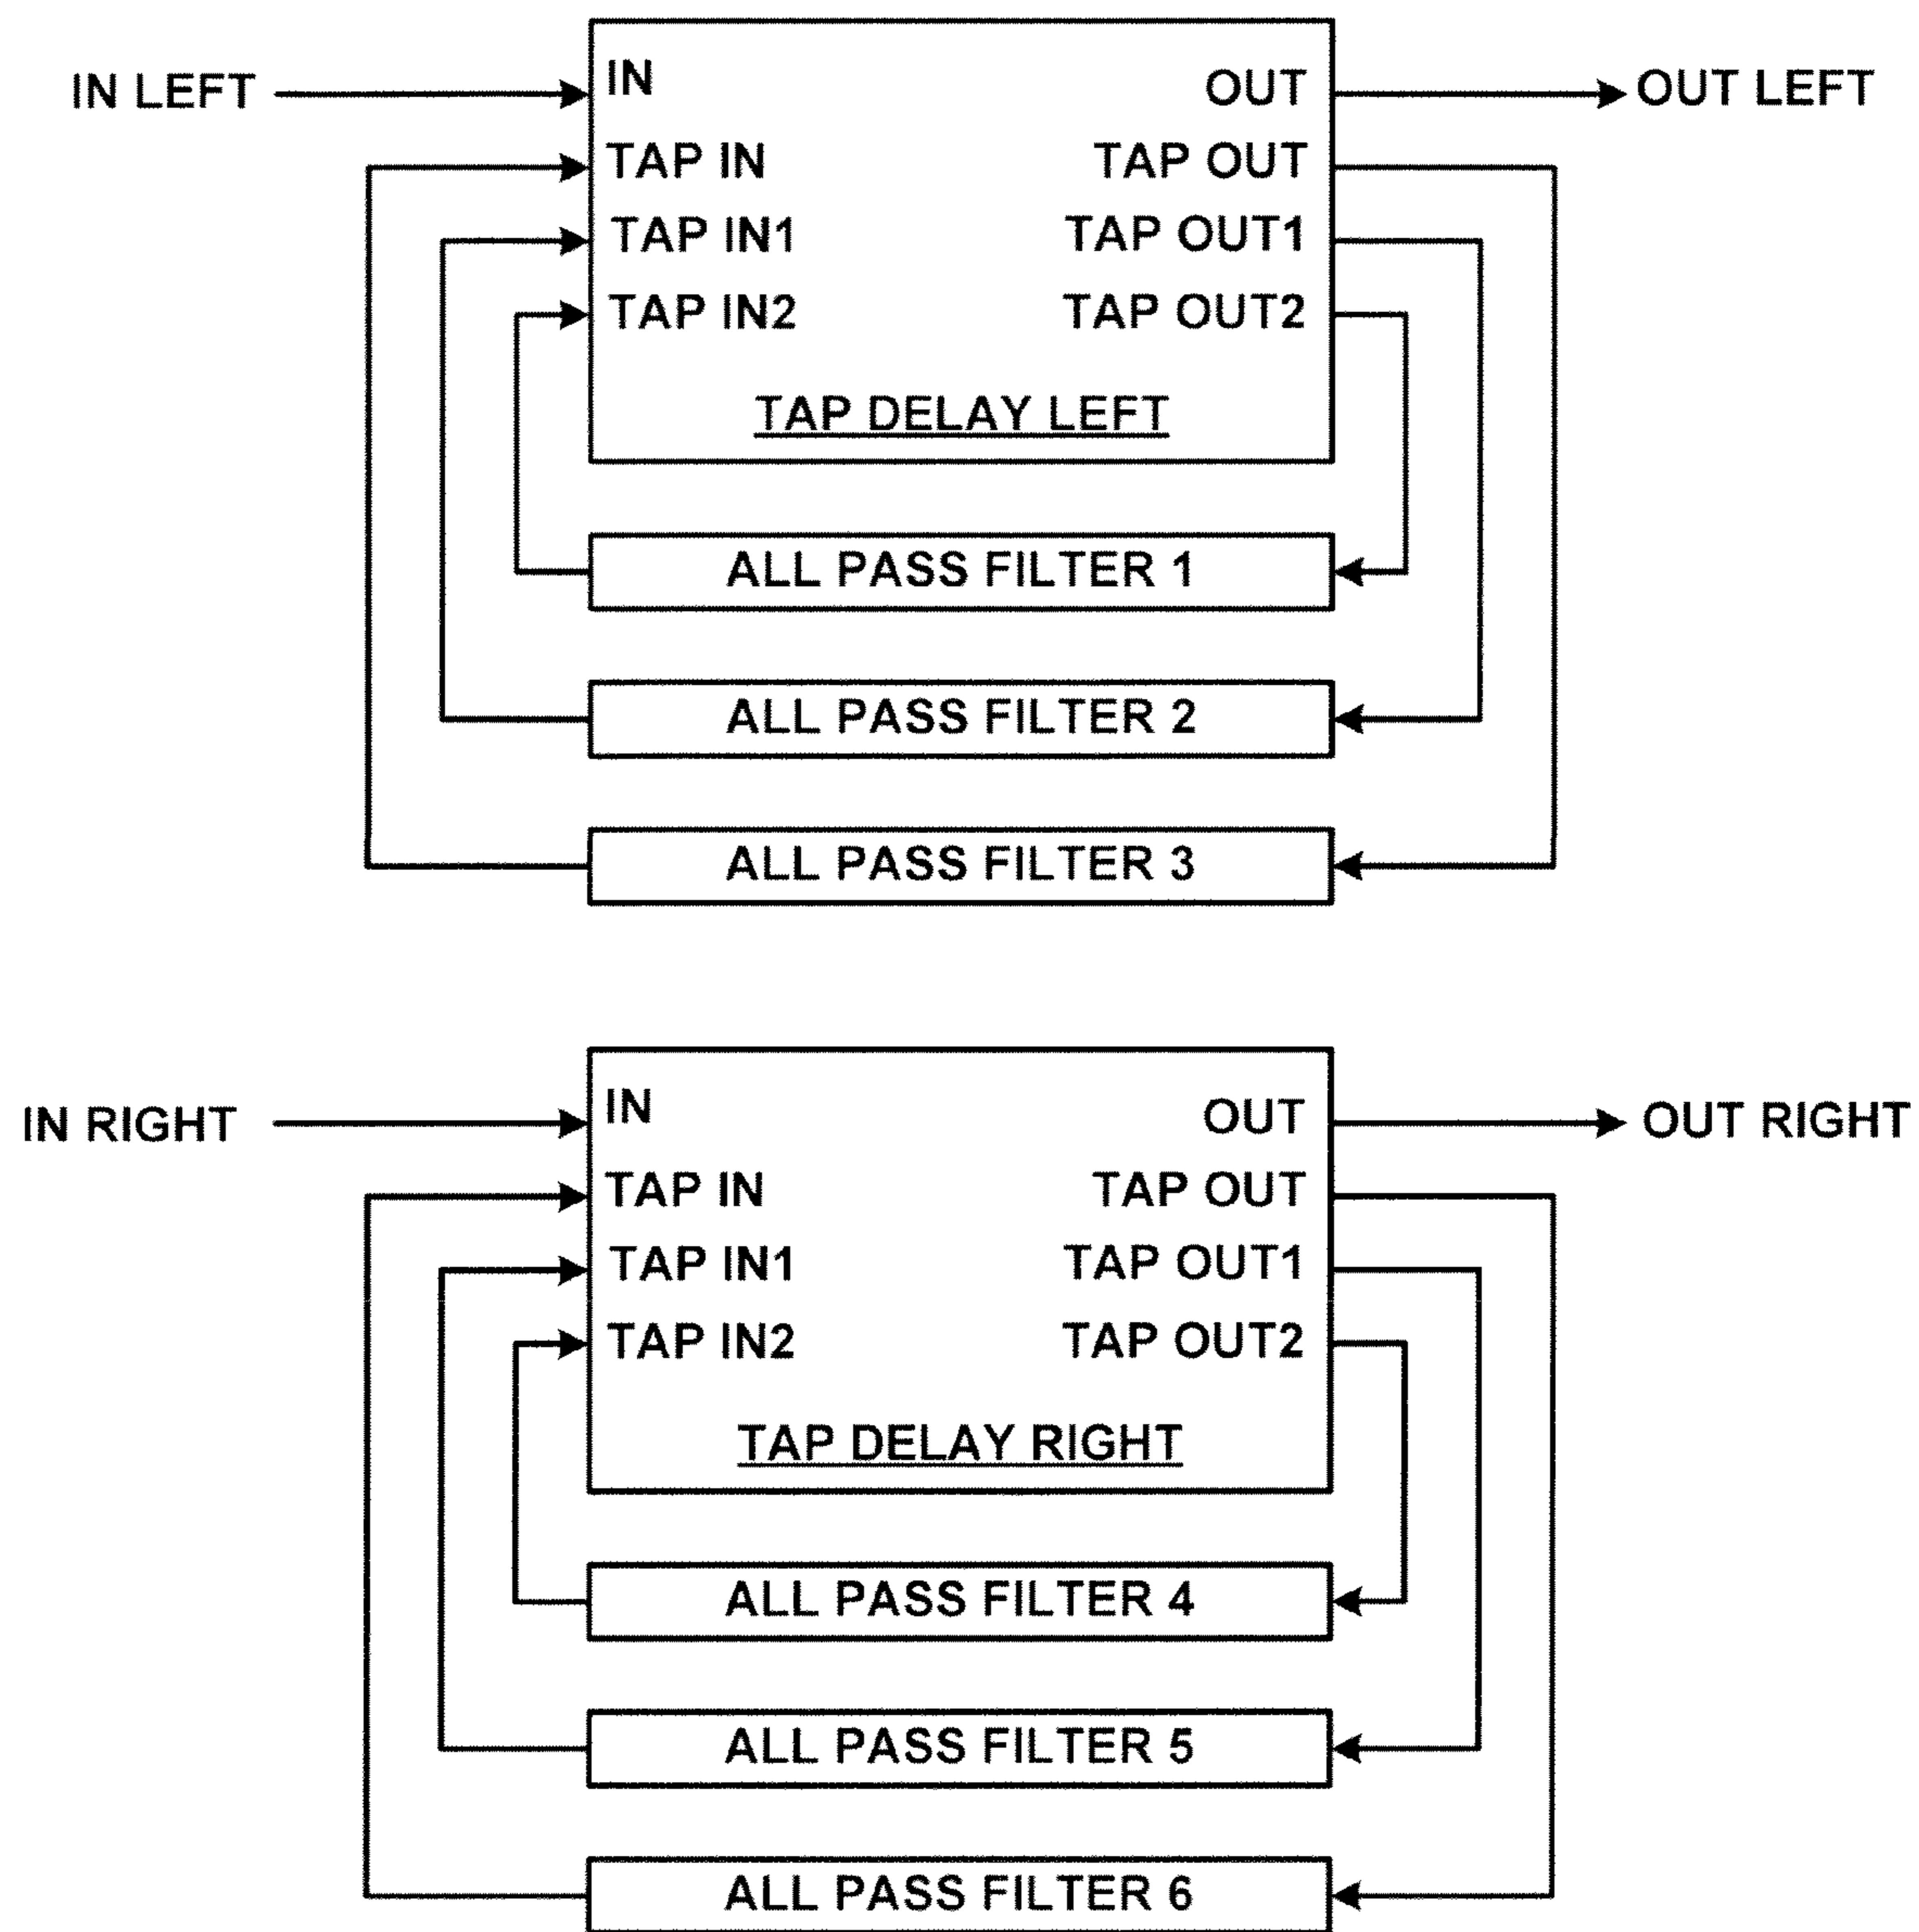 IN LEFT
IN
OUT
OUT LEFT
TAP IN
TAP OUT
TAP IN1
TAP OUT1
TAP IN2
TAP OUT2
TAP DELAY LEFT
ALL PASS FILTER 1
ALL PASS FILTER 2
ALL PASS FILTER 3
IN RIGHT
IN
OUT
OUT RIGHT
TAP IN
TAP OUT
TAP IN1
TAP OUT1
TAP IN2
TAP OUT2
TAP DELAY RIGHT
ALL PASS FILTER 4
ALL PASS FILTER 5
ALL PASS FILTER 6